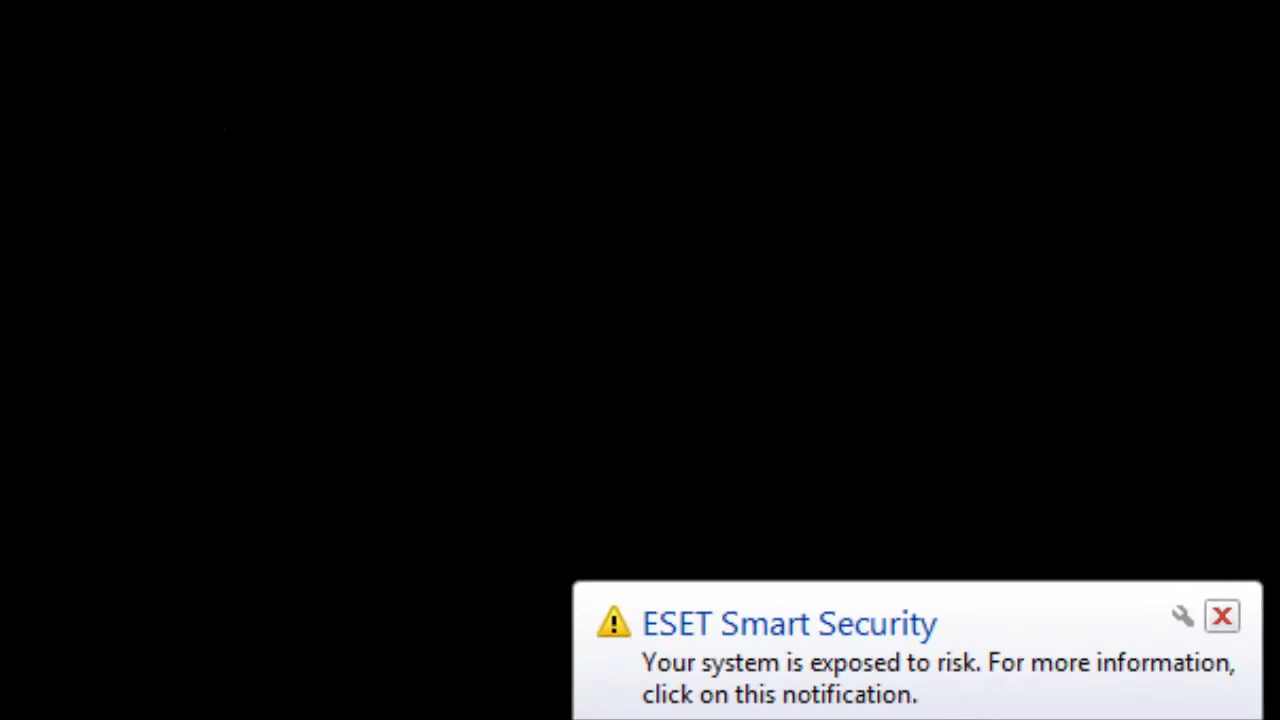 ESET Smart Security
Your system is exposed to risk. For more information,
click on this notification.